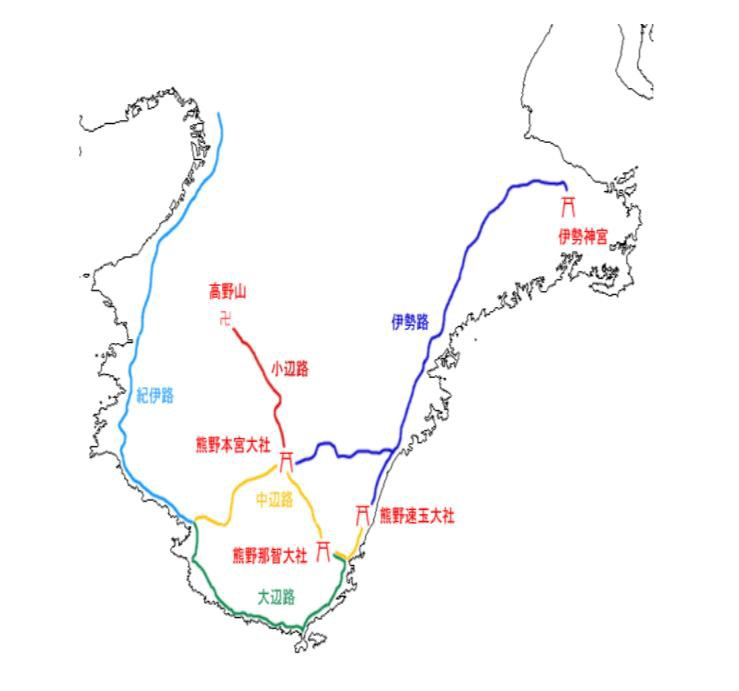 伊勢神宮
高野山
卍
伊勢路
小辺路
紀伊路
熊野本宮大社
中辺路
熊野速玉大社
熊野那智大社
大辺路